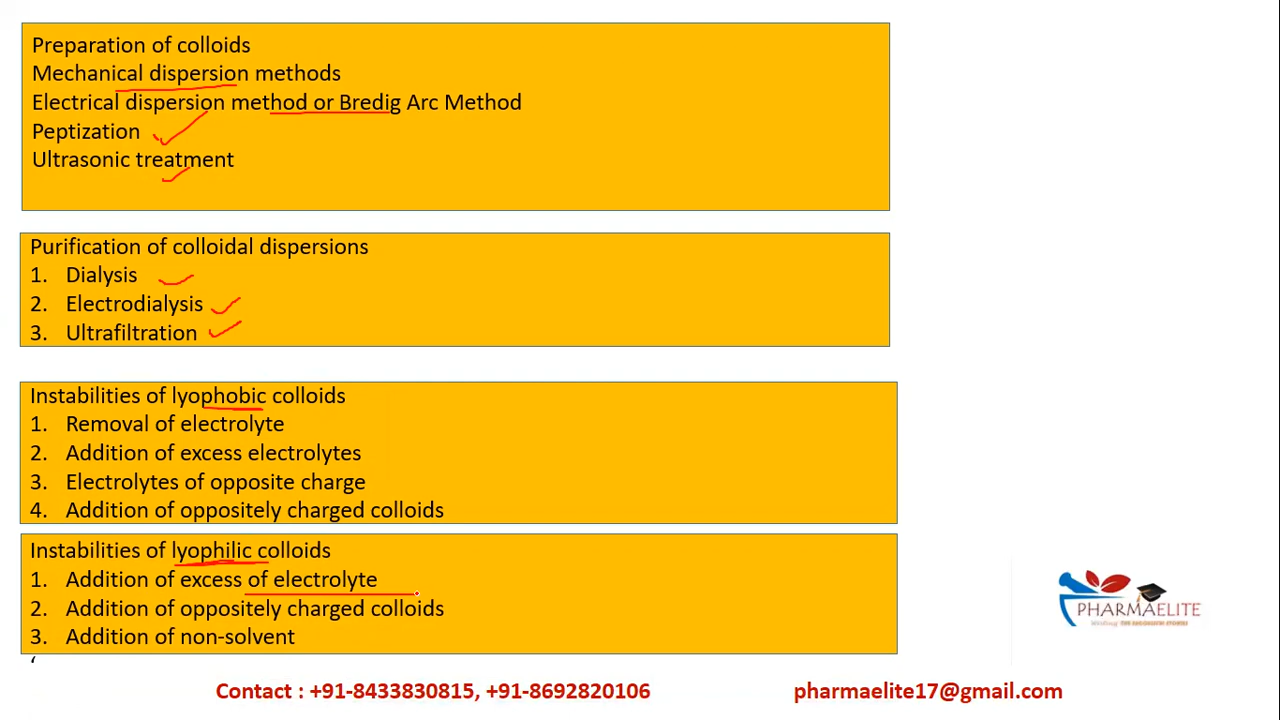 Preparation of colloids
Mechanical dispersion methods
Electrical dispersion method or Bredig Arc Method
Peptization
Ultrasonic treatment
Purification of colloidal dispersions
1. Dialysis
2. Electrodialysis
3. Ultrafiltration
Instabilities of lyophobic colloids
1. Removal of electrolyte
2. Addition of excess electrolytes
3. Electrolytes of opposite charge
4. Addition of oppositely charged colloids
Instabilities of lyophilic colloids
1. Addition of excess of electrolyte
2. Addition of oppositely charged colloids
3. Addition of non-solvent
PHARMAELITE
Contact : +91-8433830815, +91-8692820106
pharmaelite17@gmail.com